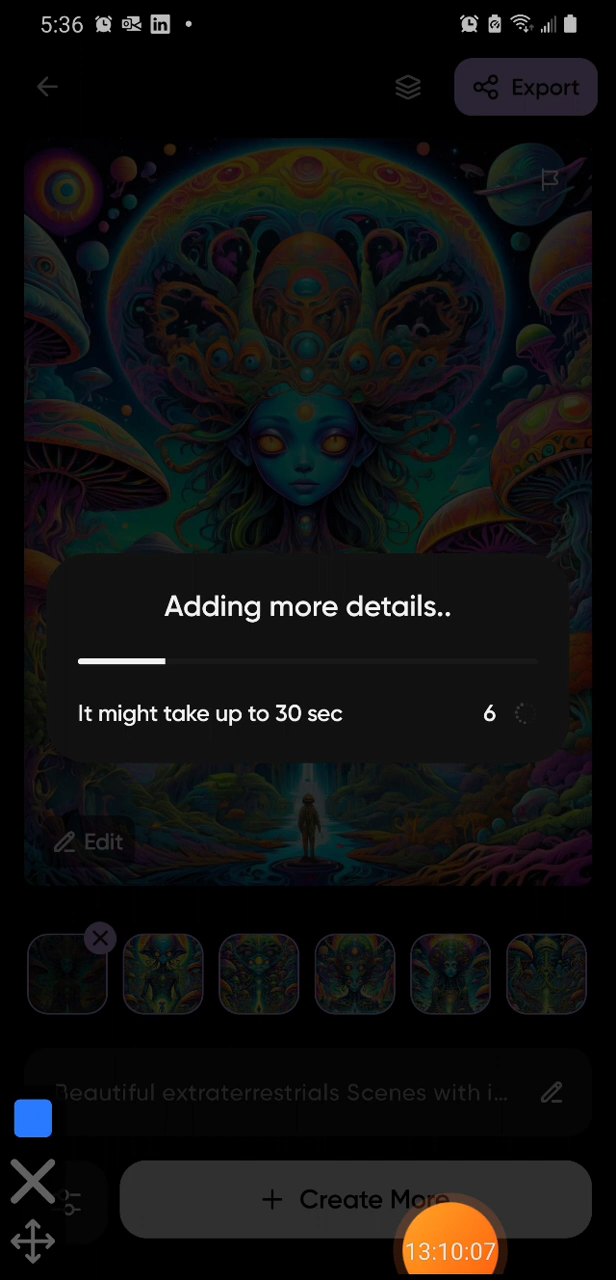 5:36
Export
Adding more details..
It might take up to 30 sec 6
Edit
Beautiful extraterrestrials Scenes with i...
+ Create More
13:10:07